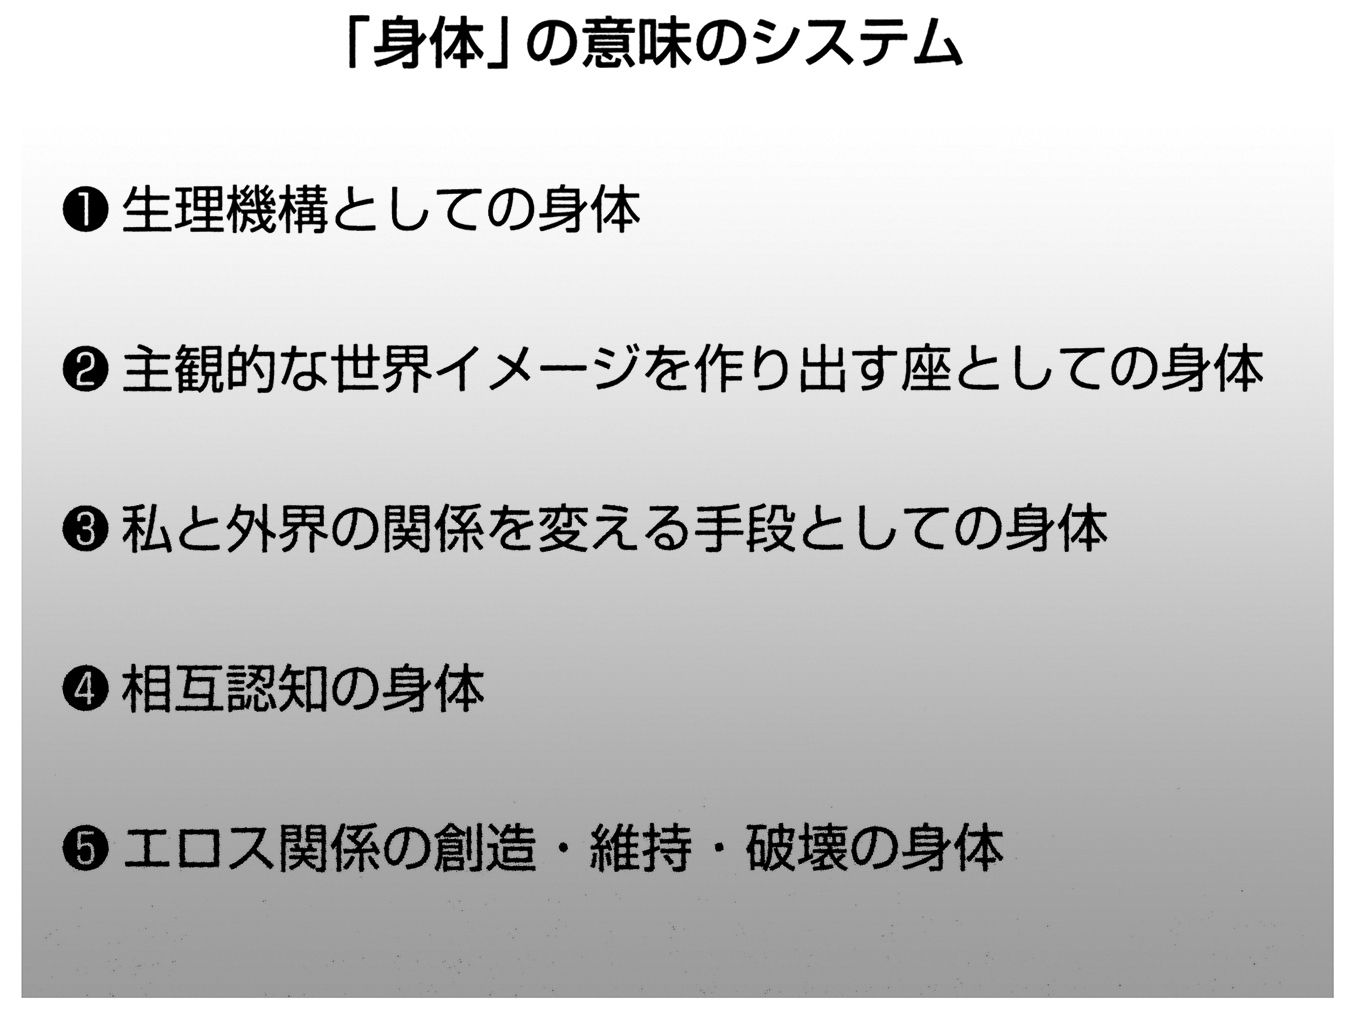 「身体」の意味のシステム
❶ 生理機構としての身体
❷ 主観的な世界イメージを作り出す座としての身体
❸ 私と外界の関係を変える手段としての身体
❹ 相互認知の身体
❺ エロス関係の創造・維持・破壊の身体